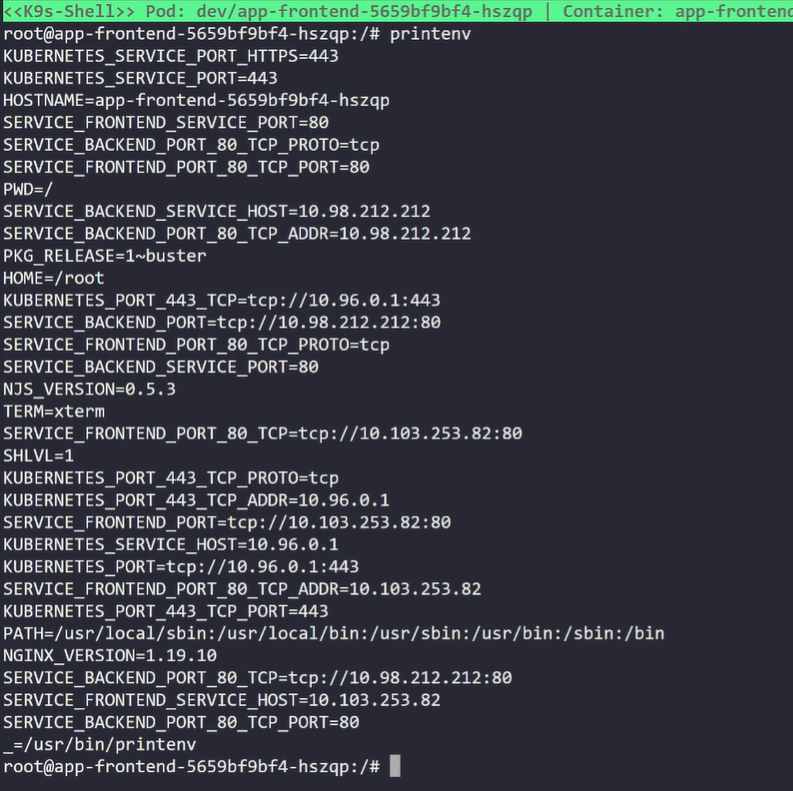 <<K9s-Shell>> Pod: dev/app-frontend-5659bf9bf4-hszqp | Container: app-frontend
root@app-frontend-5659bf9bf4-hszqp:/# printenv
KUBERNETES_SERVICE_PORT_HTTPS=443
KUBERNETES_SERVICE_PORT=443
HOSTNAME=app-frontend-5659bf9bf4-hszqp
SERVICE_FRONTEND_SERVICE_PORT=80
SERVICE_BACKEND_PORT_80_TCP_PROTO=tcp
SERVICE_FRONTEND_PORT_80_TCP_PORT=80
PWD=/
SERVICE_BACKEND_SERVICE_HOST=10.98.212.212
SERVICE_BACKEND_PORT_80_TCP_ADDR=10.98.212.212
PKG_RELEASE=1~buster
HOME=/root
KUBERNETES_PORT_443_TCP=tcp://10.96.0.1:443
SERVICE_BACKEND_PORT=tcp://10.98.212.212:80
SERVICE_FRONTEND_PORT_80_TCP_PROTO=tcp
SERVICE_BACKEND_SERVICE_PORT=80
NJS_VERSION=0.5.3
TERM=xterm
SERVICE_FRONTEND_PORT_80_TCP=tcp://10.103.253.82:80
SHLVL=1
KUBERNETES_PORT_443_TCP_PROTO=tcp
KUBERNETES_PORT_443_TCP_ADDR=10.96.0.1
SERVICE_FRONTEND_PORT=tcp://10.103.253.82:80
KUBERNETES_SERVICE_HOST=10.96.0.1
KUBERNETES_PORT=tcp://10.96.0.1:443
SERVICE_FRONTEND_PORT_80_TCP_ADDR=10.103.253.82
KUBERNETES_PORT_443_TCP_PORT=443
PATH=/usr/local/sbin:/usr/local/bin:/usr/sbin:/usr/bin:/sbin:/bin
NGINX_VERSION=1.19.10
SERVICE_BACKEND_PORT_80_TCP=tcp://10.98.212.212:80
SERVICE_FRONTEND_SERVICE_HOST=10.103.253.82
SERVICE_BACKEND_PORT_80_TCP_PORT=80
_=/usr/bin/printenv
root@app-frontend-5659bf9bf4-hszqp:/#